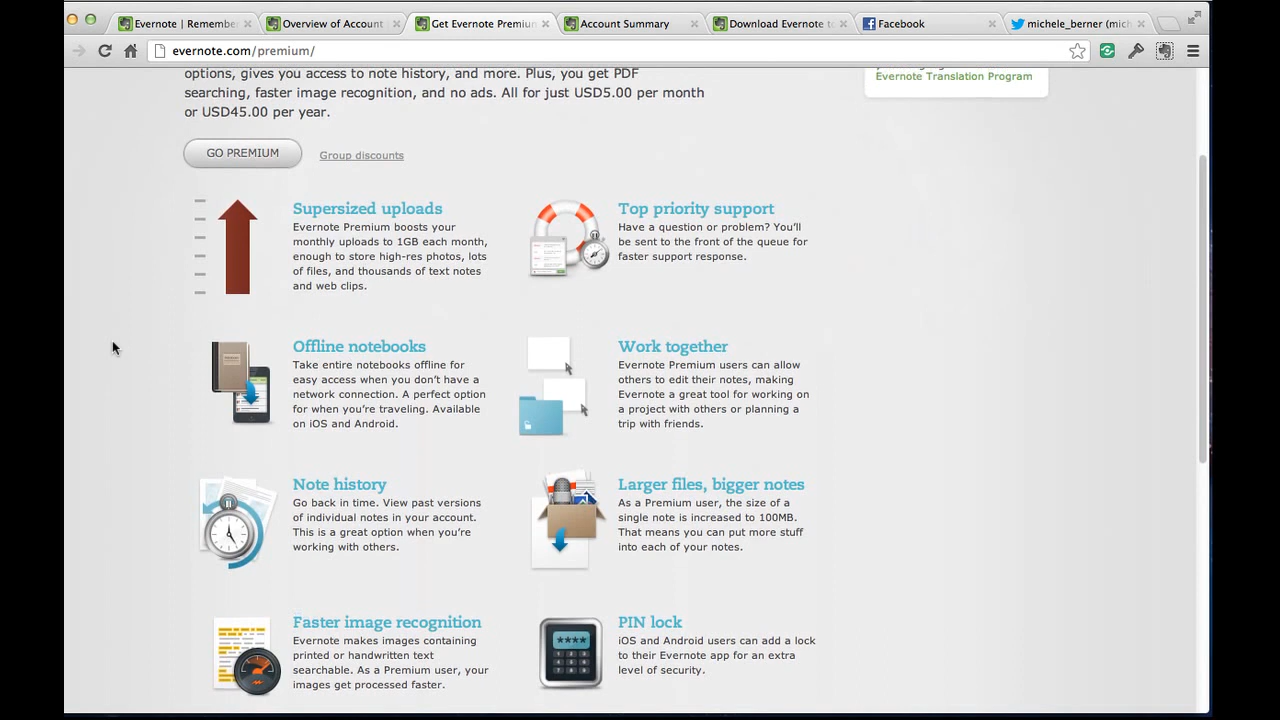 Evernote | Remember
Overview of Account
Get Evernote Premium
Account Summary
Download Evernote to
Facebook
michele_berner (mich
evernote.com/premium/
options, gives you access to note history, and more. Plus, you get PDF
searching, faster image recognition, and no ads. All for just USD5.00 per month
or USD45.00 per year.
Evernote Translation Program
GO PREMIUM
Group discounts
Supersized uploads
Evernote Premium boosts your
monthly uploads to 1GB each month,
enough to store high-res photos, lots
of files, and thousands of text notes
and web clips.
Top priority support
Have a question or problem? You'll
be sent to the front of the queue for
faster support response.
Offline notebooks
Take entire notebooks offline for
easy access when you don't have a
network connection. A perfect option
for when you're traveling. Available
on iOS and Android.
Work together
Evernote Premium users can allow
others to edit their notes, making
Evernote a great tool for working on
a project with others or planning a
trip with friends.
Note history
Go back in time. View past versions
of individual notes in your account.
This is a great option when you're
working with others.
Larger files, bigger notes
As a Premium user, the size of a
single note is increased to 100MB.
That means you can put more stuff
into each of your notes.
Faster image recognition
Evernote makes images containing
printed or handwritten text
searchable. As a Premium user, your
images get processed faster.
PIN lock
iOS and Android users can add a lock
to their Evernote app for an extra
level of security.